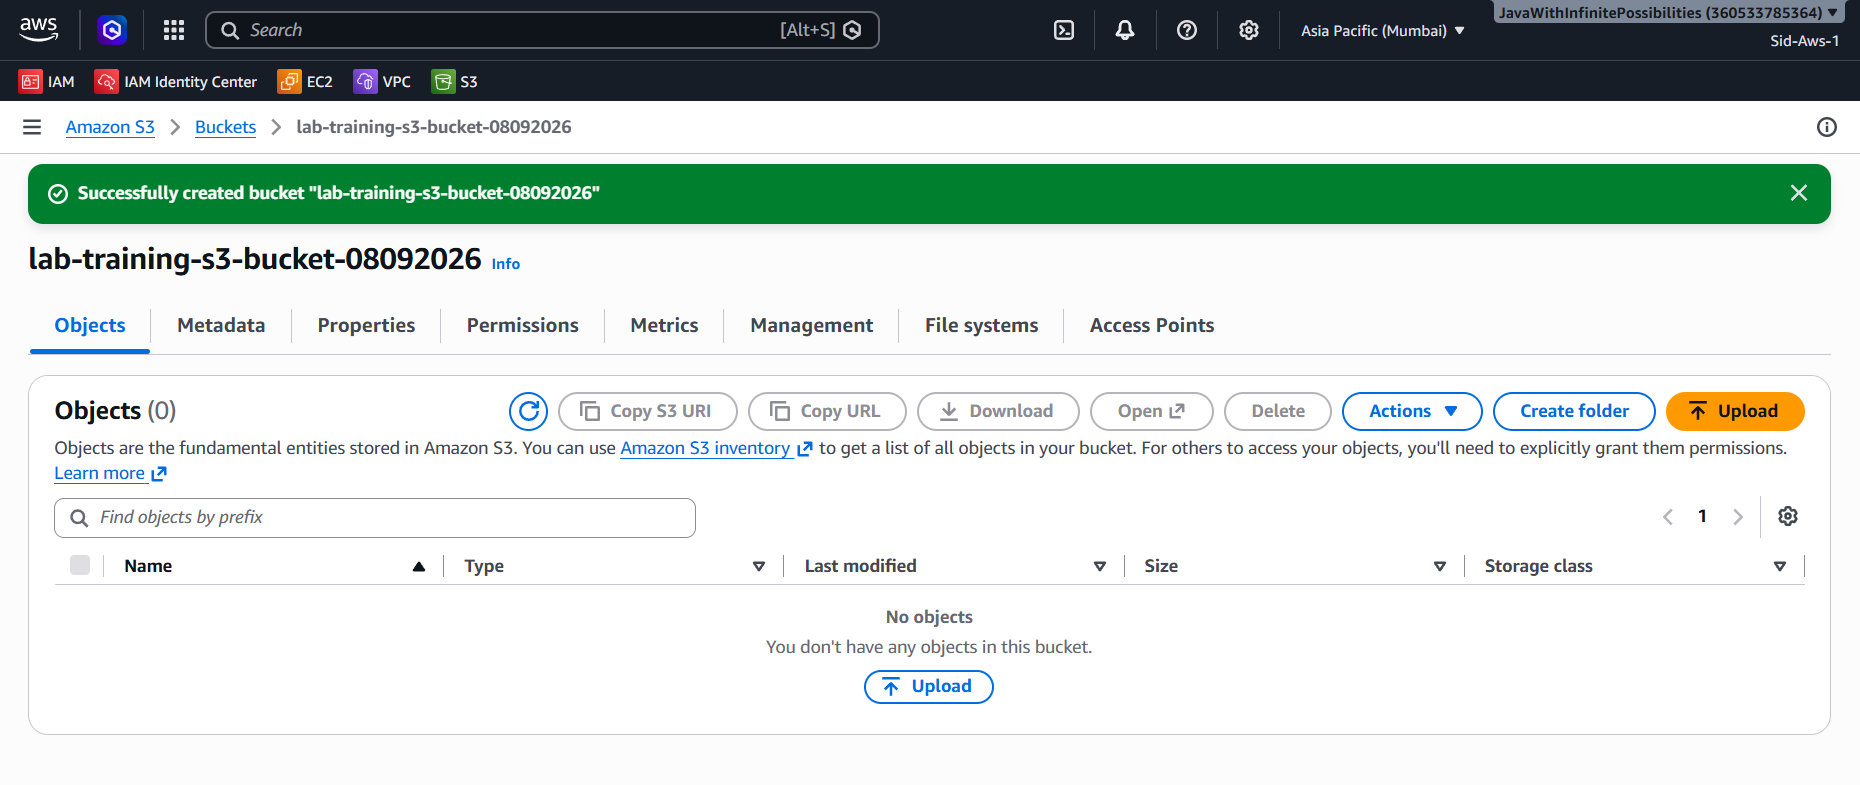 aws
Search [Alt+S]
Asia Pacific (Mumbai)
JavaWithInfinitePossibilities (360533785364)
Sid-Aws-1
IAM IAM Identity Center EC2 VPC S3
Amazon S3 Buckets lab-training-s3-bucket-08092026
Successfully created bucket "lab-training-s3-bucket-08092026"
lab-training-s3-bucket-08092026 Info
Objects Metadata Properties Permissions Metrics Management File systems Access Points
Objects (0) Copy S3 URI Copy URL Download Open Delete Actions Create folder Upload
Objects are the fundamental entities stored in Amazon S3. You can use Amazon S3 inventory to get a list of all objects in your bucket. For others to access your objects, you'll need to explicitly grant them permissions.
Learn more
Find objects by prefix 1
Name Type Last modified Size Storage class
No objects
You don't have any objects in this bucket.
Upload